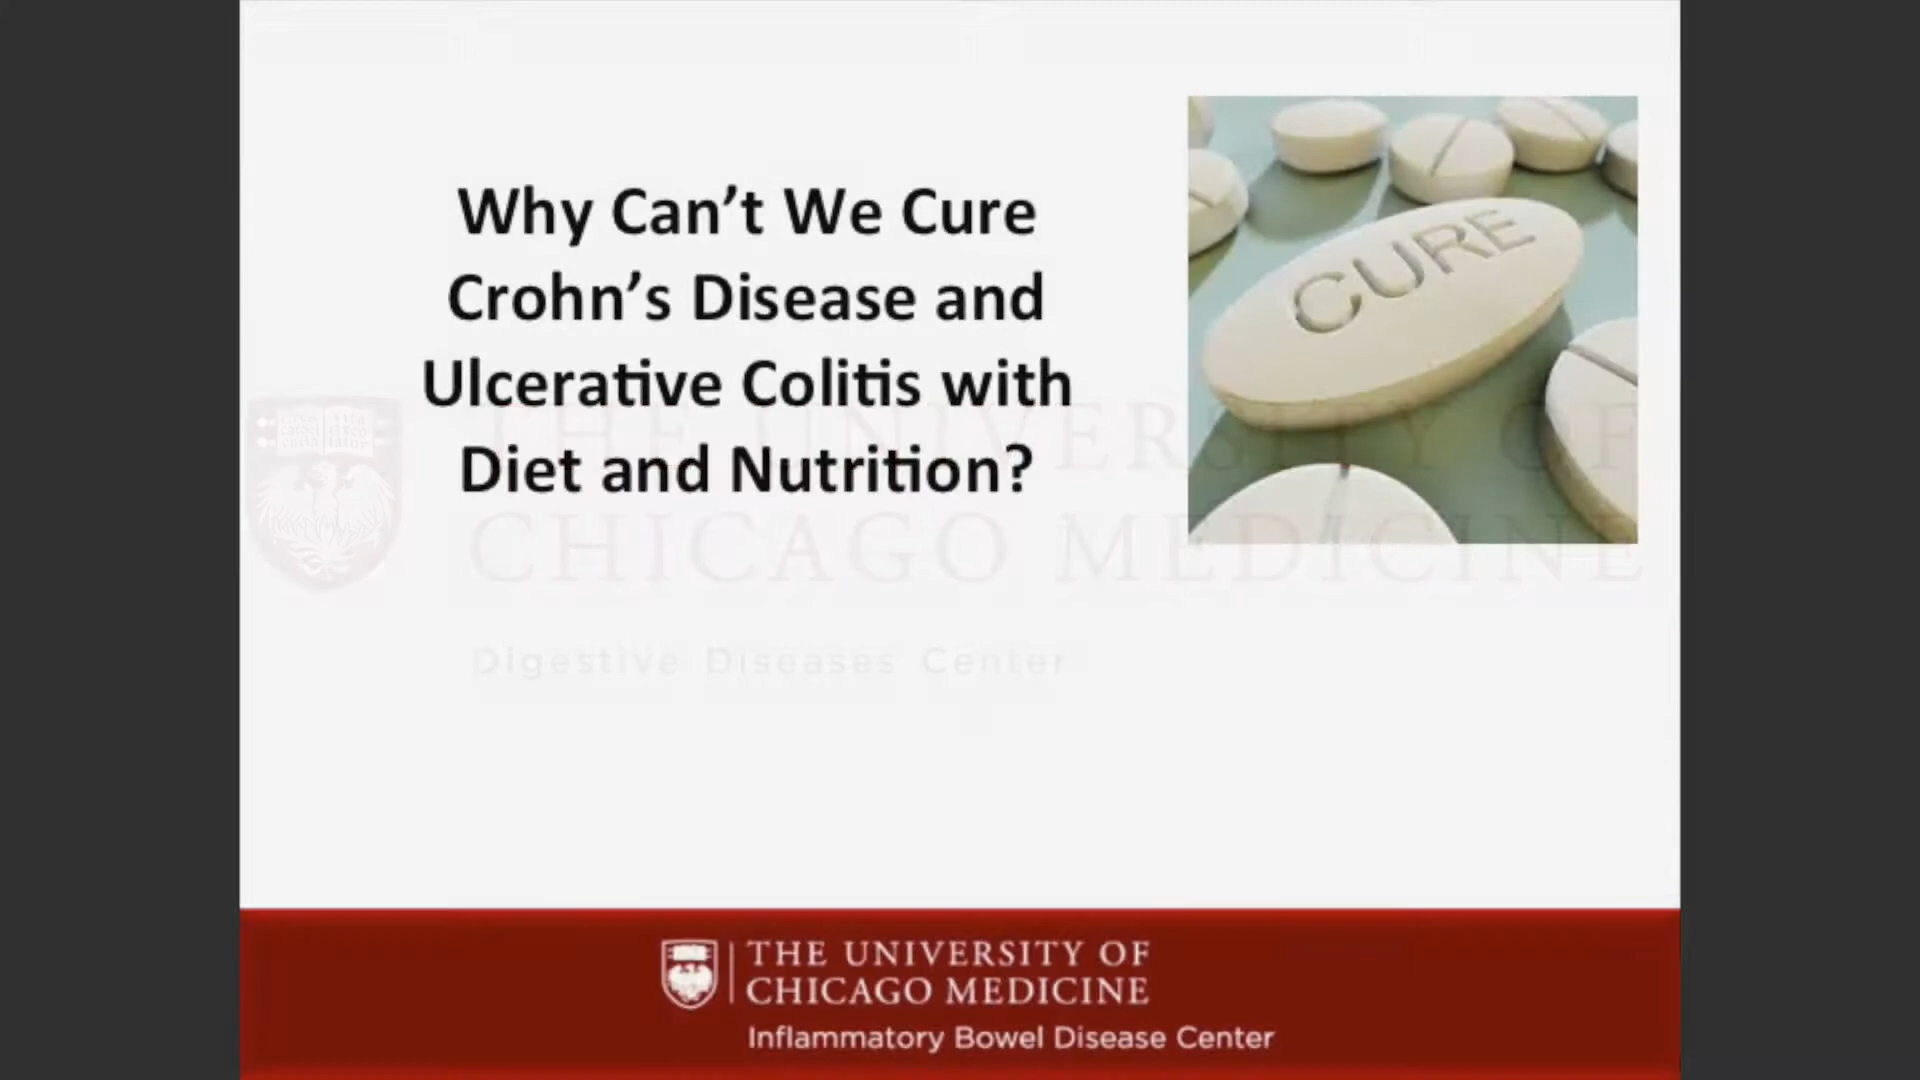 Why Can't We Cure
Crohn's Disease and
Ulcerative Colitis with
Diet and Nutrition?
CURE
THE UNIVERSITY OF
CHICAGO MEDICINE
Digestive Diseases Center
THE UNIVERSITY OF
CHICAGO MEDICINE
Inflammatory Bowel Disease Center